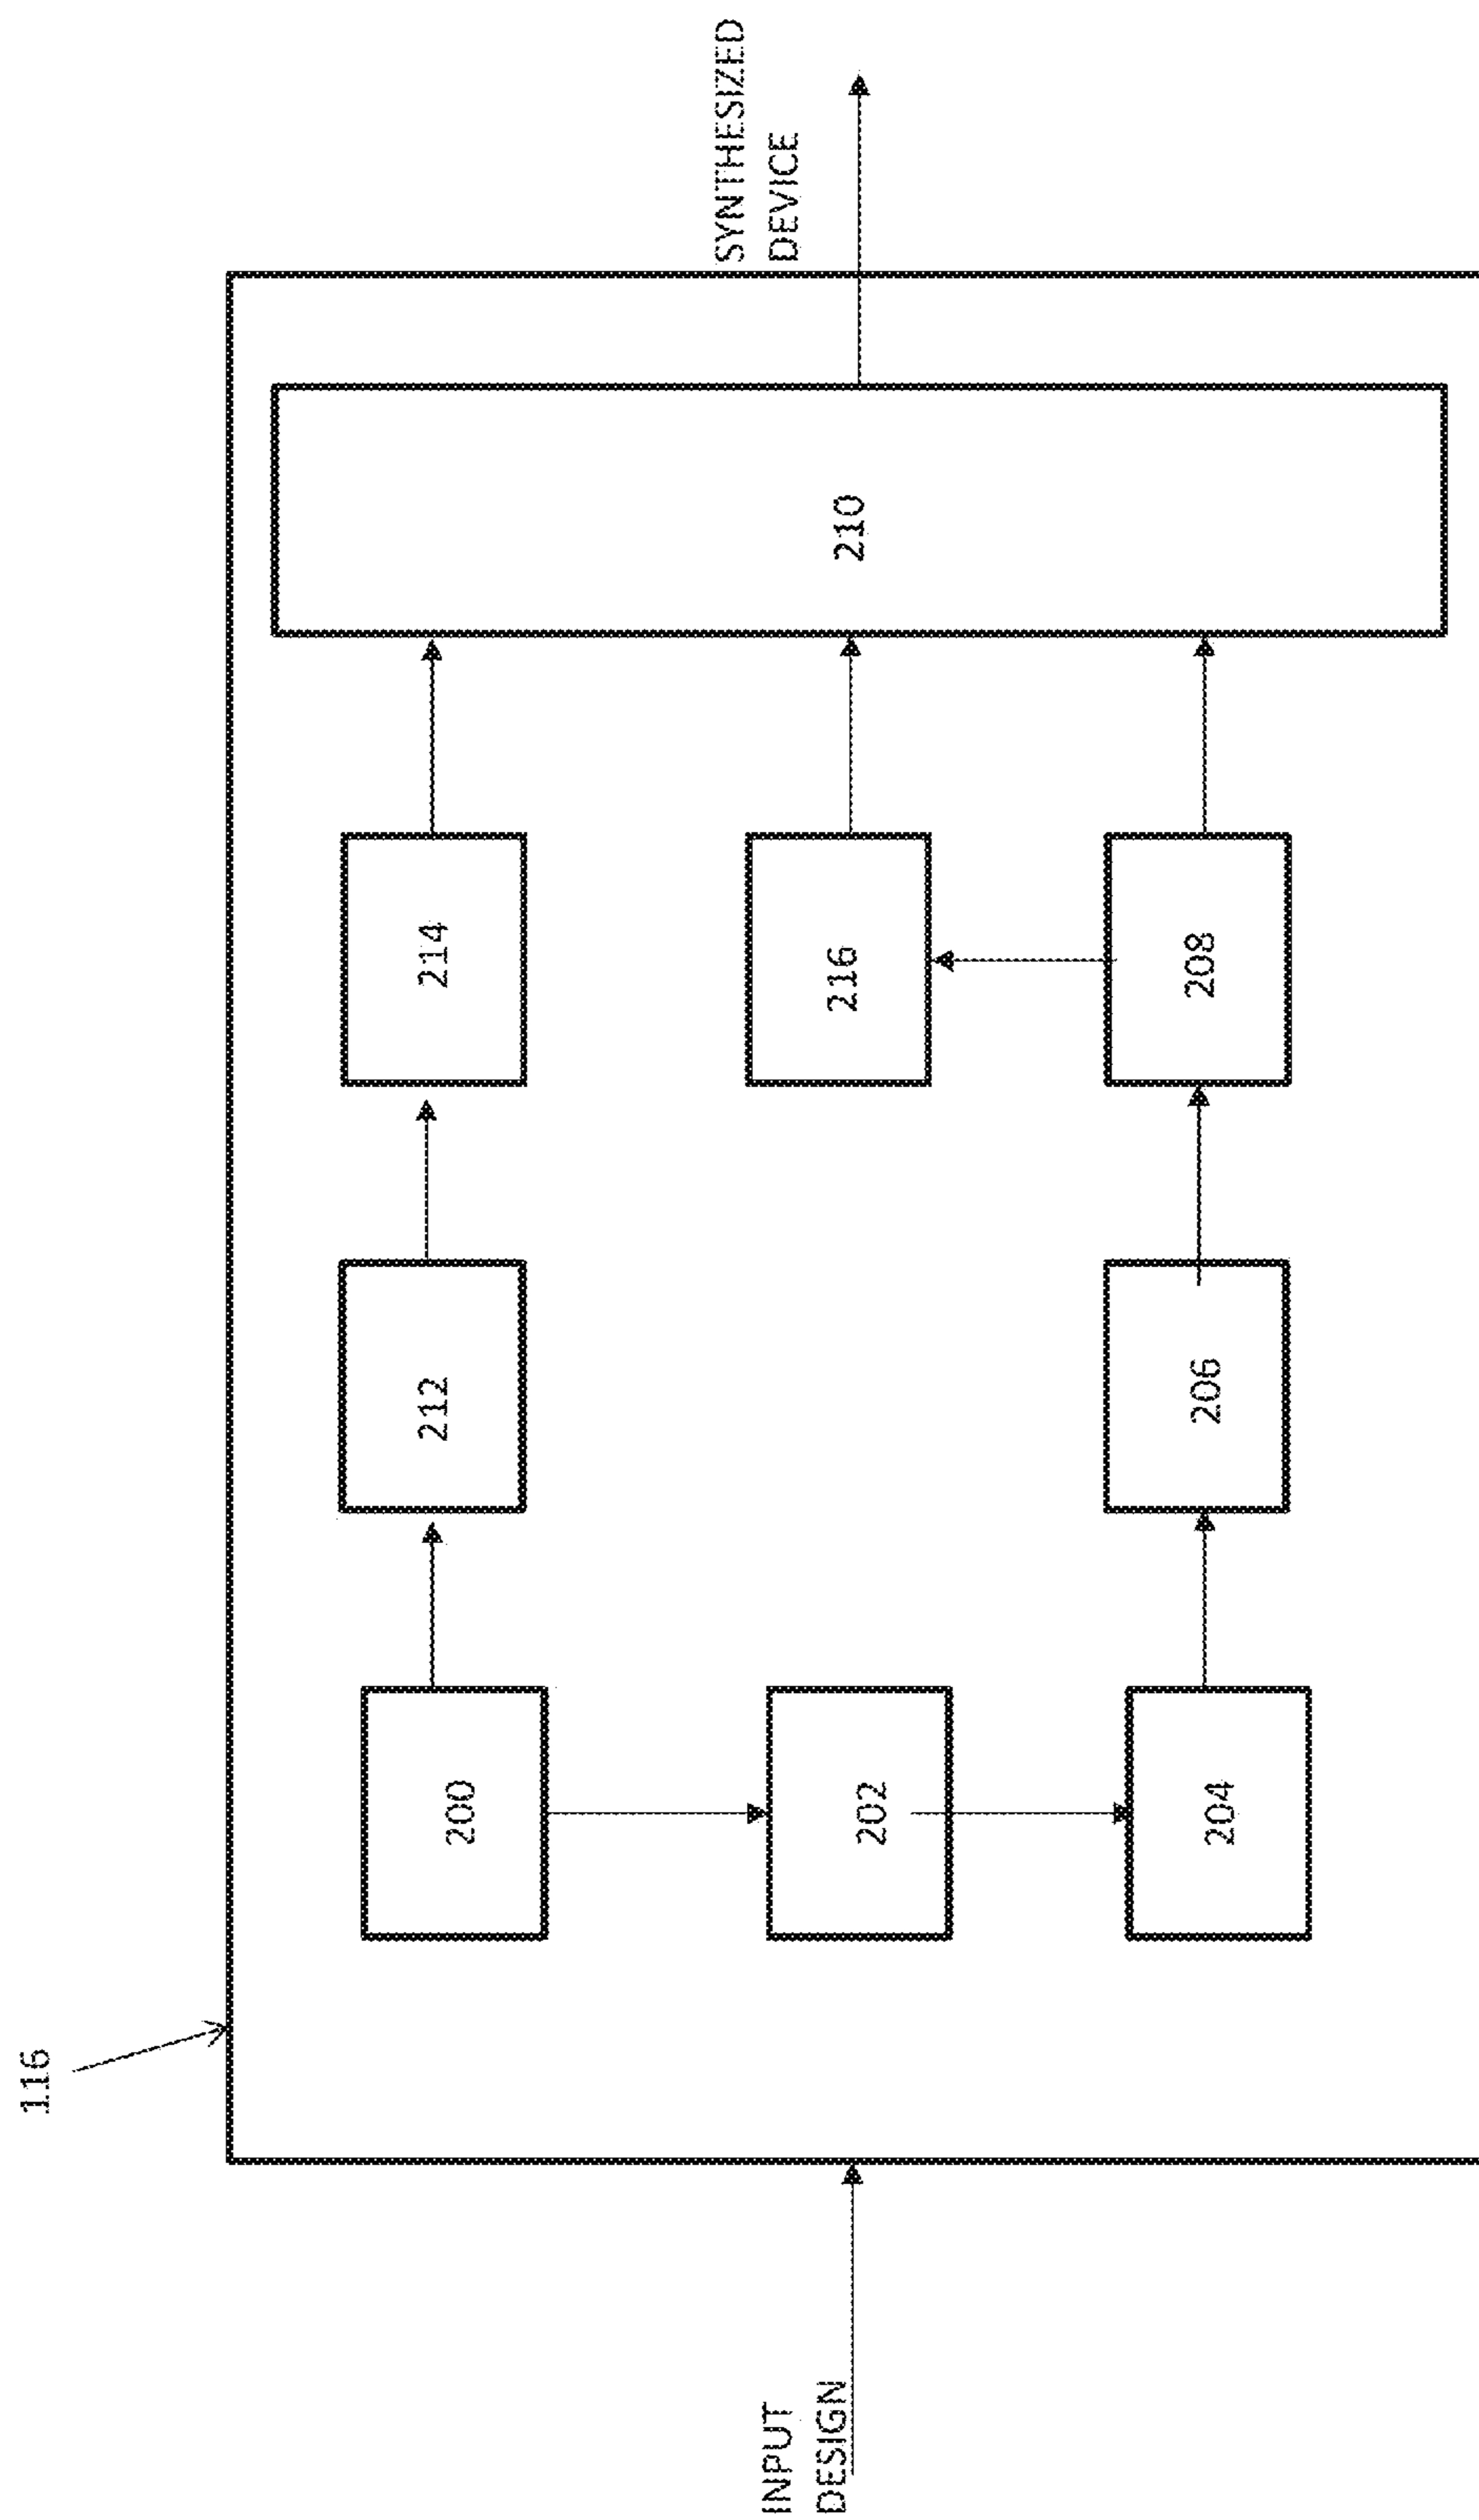 116
INPUT
DESIGN
200
212
214
202
216
204
206
208
210
SYNTHESIZED
DEVICE